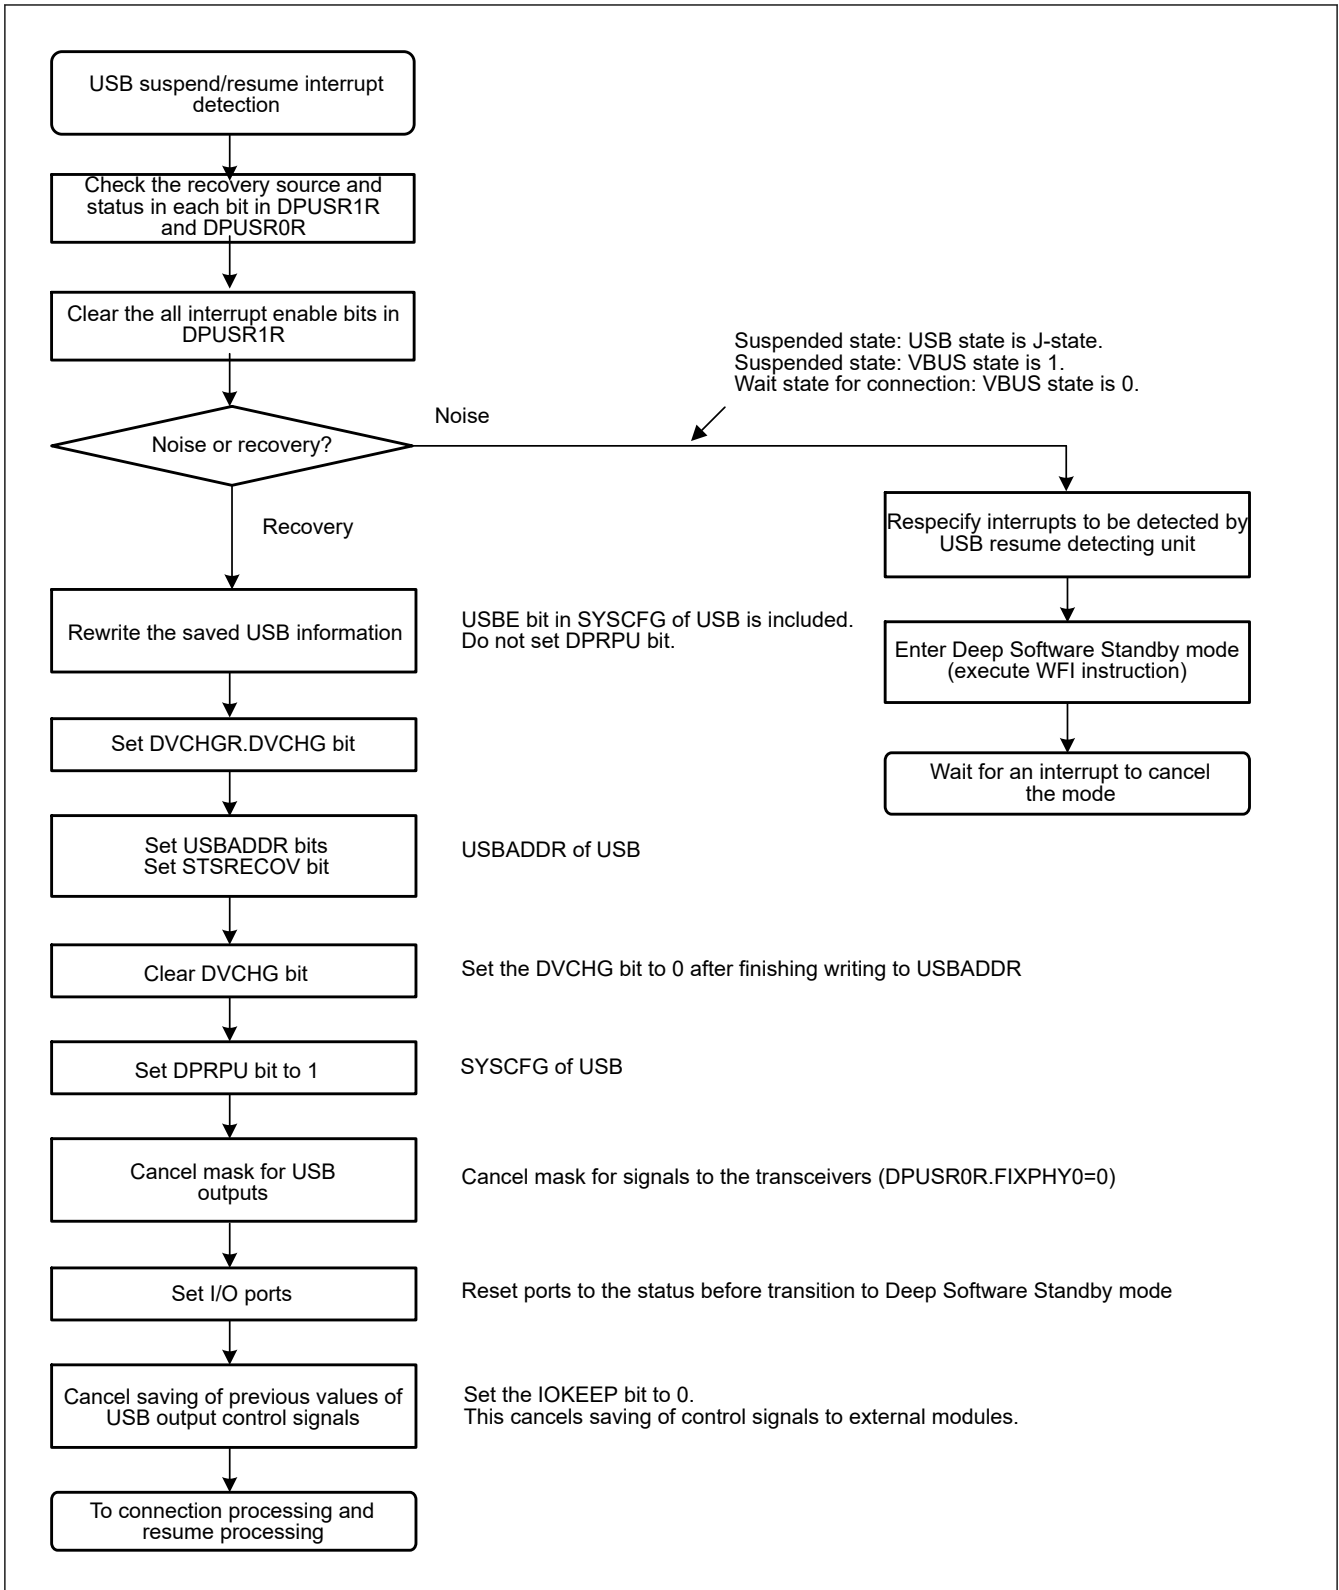 USB suspend/resume interrupt
detection
Check the recovery source and
status in each bit in DPUSR1R
and DPUSR0R
Clear the all interrupt enable bits in
DPUSR1R
Suspended state: USB state is J-state.
Suspended state: VBUS state is 1.
Wait state for connection: VBUS state is 0.
Noise
Noise or recovery?
Recovery
Respecify interrupts to be detected by
USB resume detecting unit
Enter Deep Software Standby mode
(execute WFI instruction)
Wait for an interrupt to cancel
the mode
Rewrite the saved USB information
USBE bit in SYSCFG of USB is included.
Do not set DPRPU bit.
Set DVCHGR.DVCHG bit
Set USBADDR bits
Set STSRECOV bit
USBADDR of USB
Clear DVCHG bit
Set the DVCHG bit to 0 after finishing writing to USBADDR
Set DPRPU bit to 1
SYSCFG of USB
Cancel mask for USB
outputs
Cancel mask for signals to the transceivers (DPUSR0R.FIXPHY0=0)
Set I/O ports
Reset ports to the status before transition to Deep Software Standby mode
Cancel saving of previous values of
USB output control signals
Set the IOKEEP bit to 0.
This cancels saving of control signals to external modules.
To connection processing and
resume processing